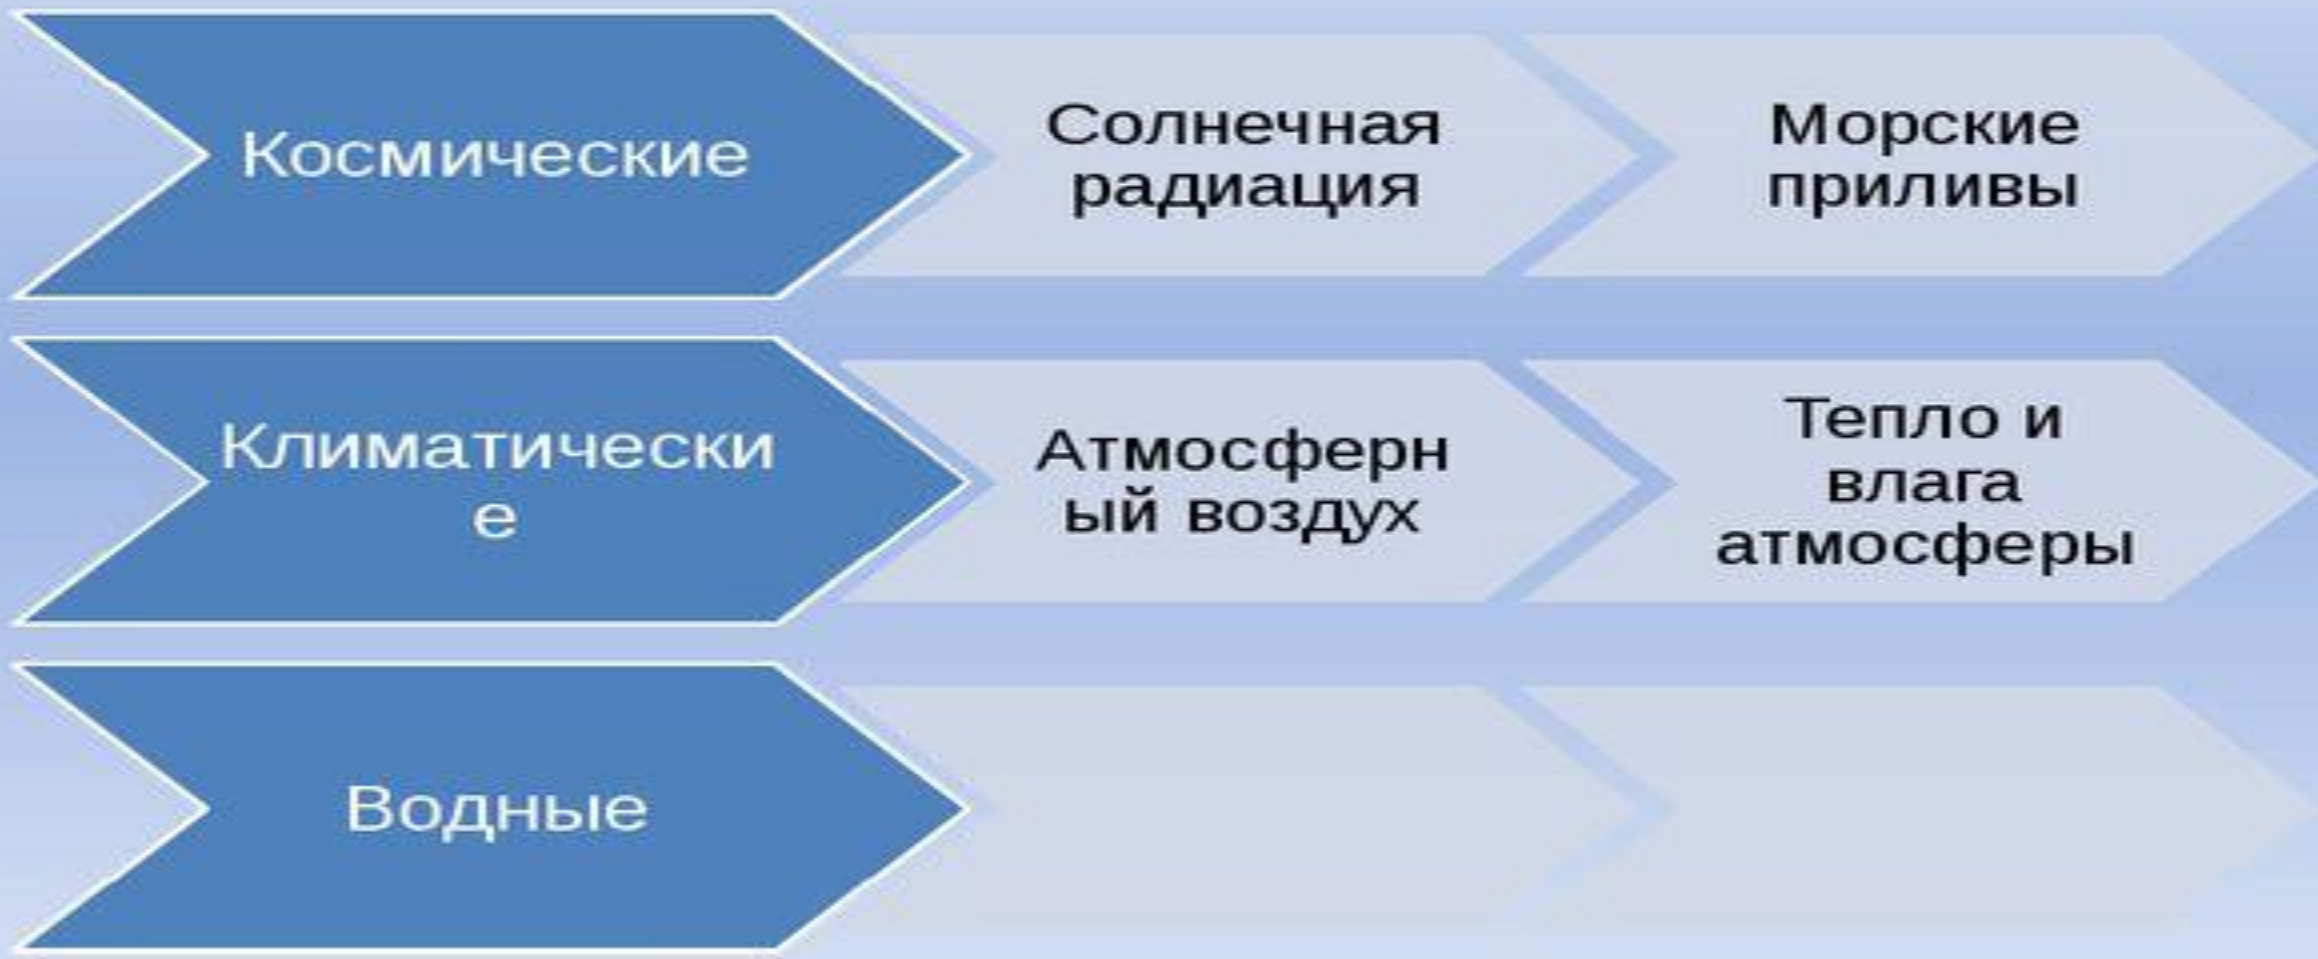 Космические
Солнечная
радиация
Морские
приливы
Климатически
е
Атмосферн
ый воздух
Тепло и
влага
атмосферы
Водные